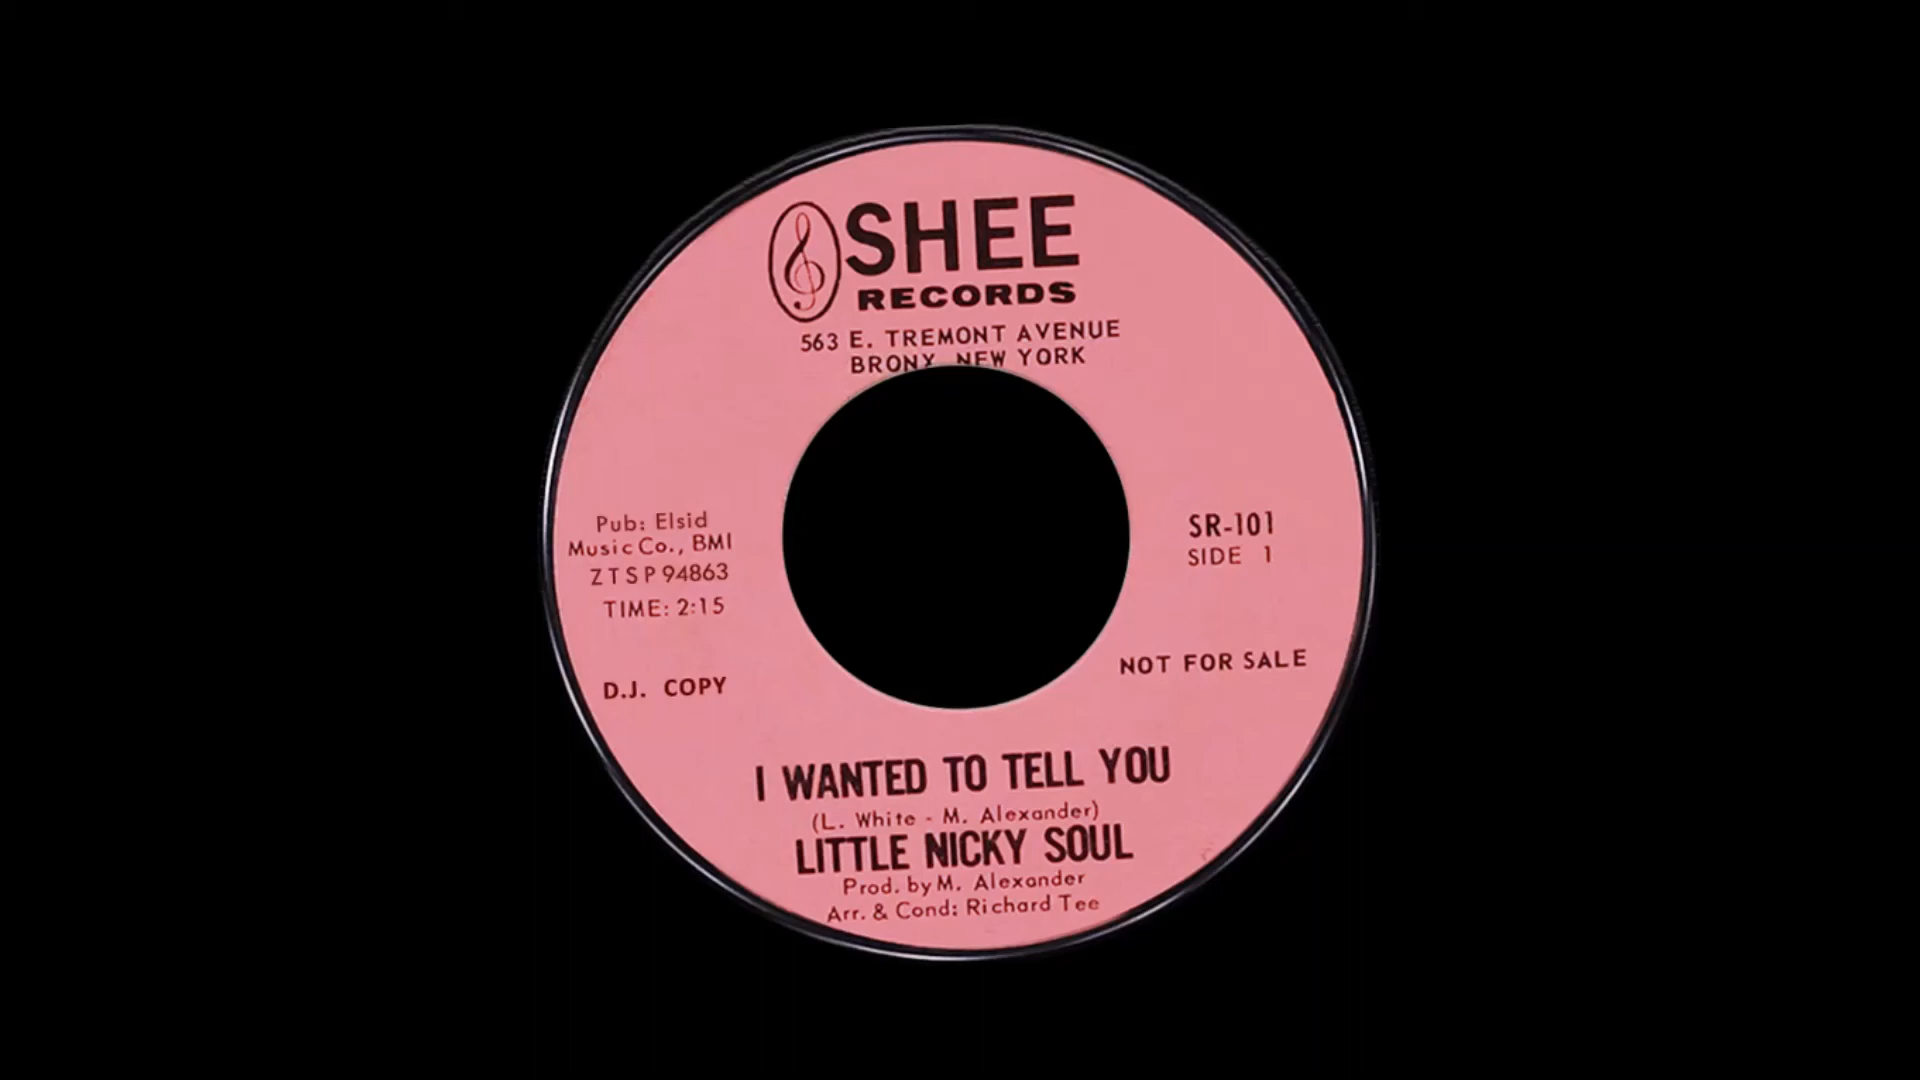 SHEE
RECORDS
563 E. TREMONT AVENUE
BRONX, NEW YORK
Pub: Elsid
Music Co., BMI
ZTSP 94863
TIME: 2:15
D.J. COPY
SR-101
SIDE 1
NOT FOR SALE
I WANTED TO TELL YOU
(L. White - M. Alexander)
LITTLE NICKY SOUL
Prod. by M. Alexander
Arr. & Cond: Richard Tee